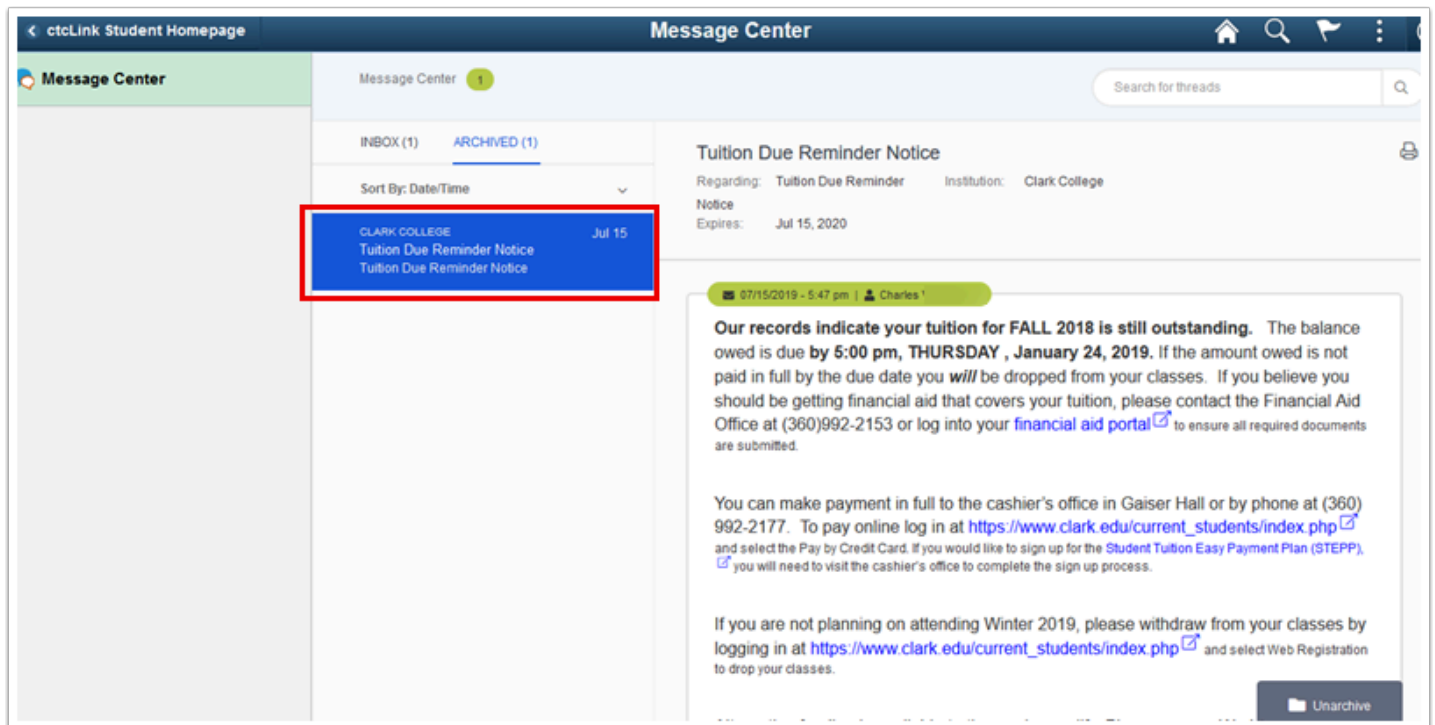 ctcLink Student Homepage
Message Center
Message Center
Message Center 1
Search for threads
INBOX (1) ARCHIVED (1)
Sort By: Date/Time
CLARK COLLEGE Jul 15
Tuition Due Reminder Notice
Tuition Due Reminder Notice
Tuition Due Reminder Notice
Regarding: Tuition Due Reminder Institution: Clark College
Notice
Expires: Jul 15, 2020
07/15/2019 - 5:47 pm | Charles
Our records indicate your tuition for FALL 2018 is still outstanding. The balance
owed is due by 5:00 pm, THURSDAY , January 24, 2019. If the amount owed is not
paid in full by the due date you will be dropped from your classes. If you believe you
should be getting financial aid that covers your tuition, please contact the Financial Aid
Office at (360)992-2153 or log into your financial aid portal to ensure all required documents
are submitted.
You can make payment in full to the cashier's office in Gaiser Hall or by phone at (360)
992-2177. To pay online log in at https://www.clark.edu/current_students/index.php
and select the Pay by Credit Card. If you would like to sign up for the Student Tuition Easy Payment Plan (STEPP),
you will need to visit the cashier's office to complete the sign up process.
If you are not planning on attending Winter 2019, please withdraw from your classes by
logging in at https://www.clark.edu/current_students/index.php and select Web Registration
to drop your classes.
Unarchive